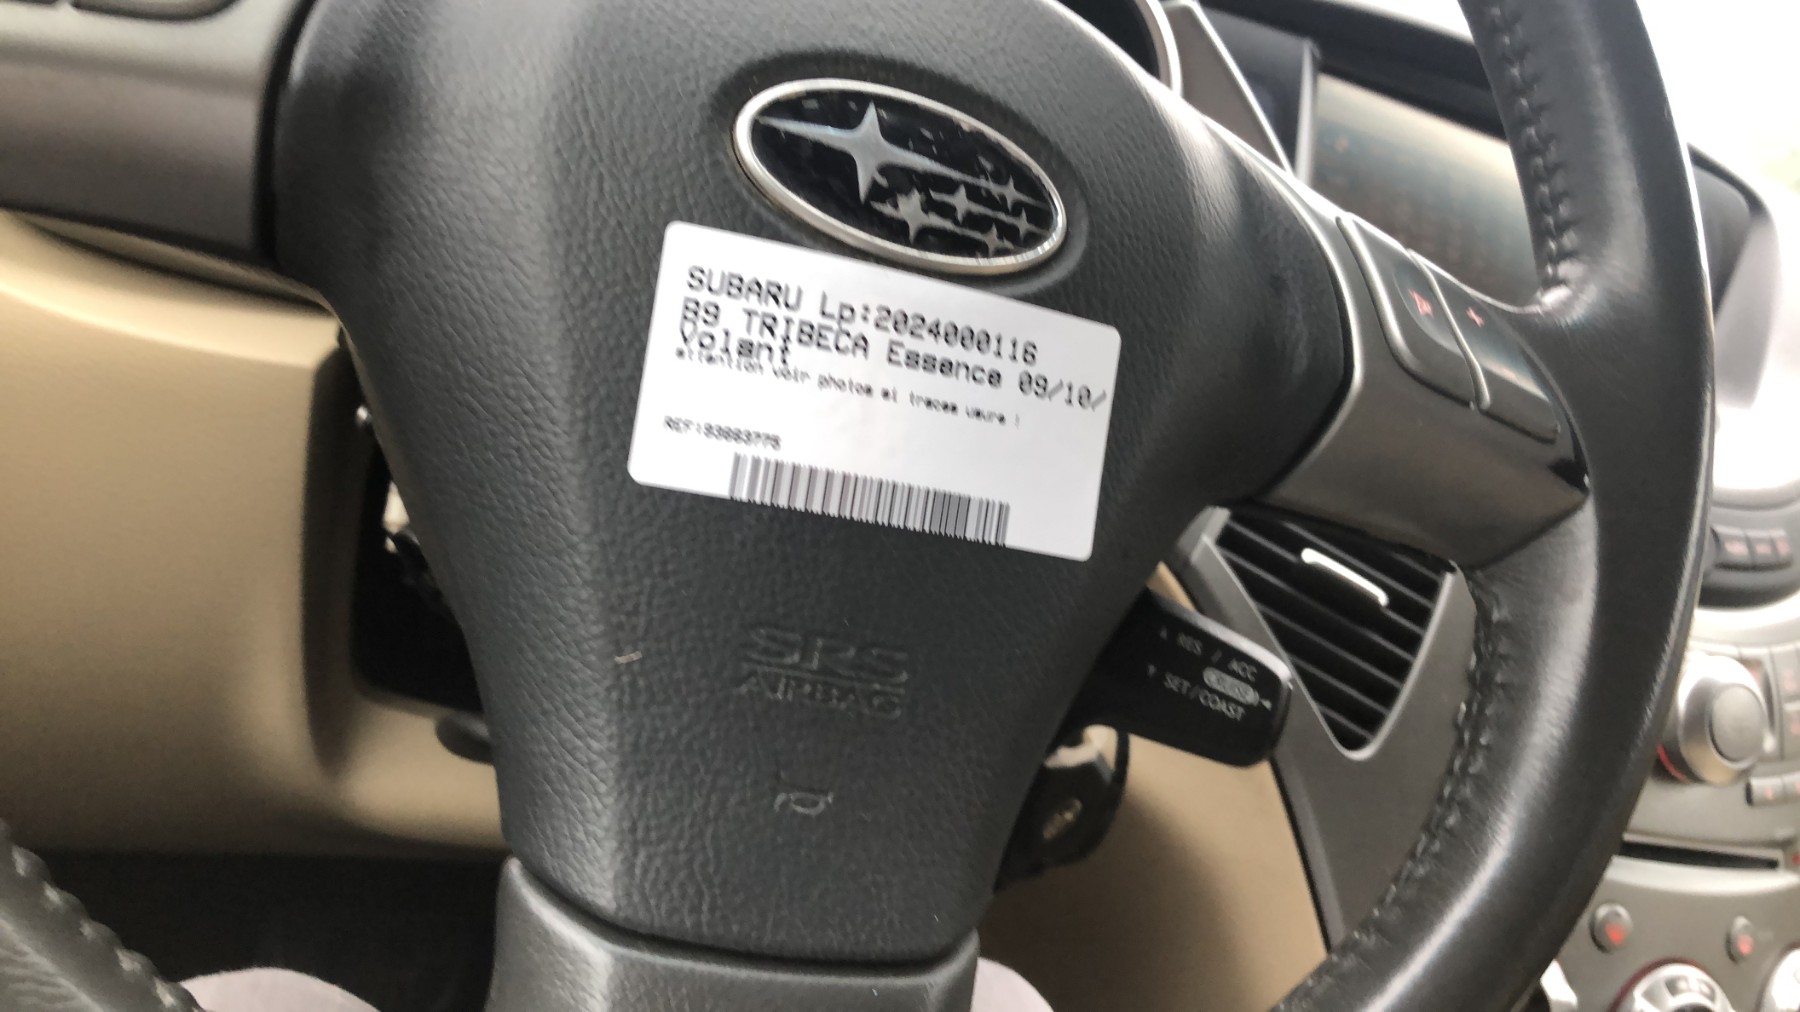 SUBARU Lp:2024000116
B9 TRIBECA Essence 09/10/
Volant
attention voir photos si traces usure !
REF:93663775
SRS
AIRBAG
RES / ACC
SET/COAST